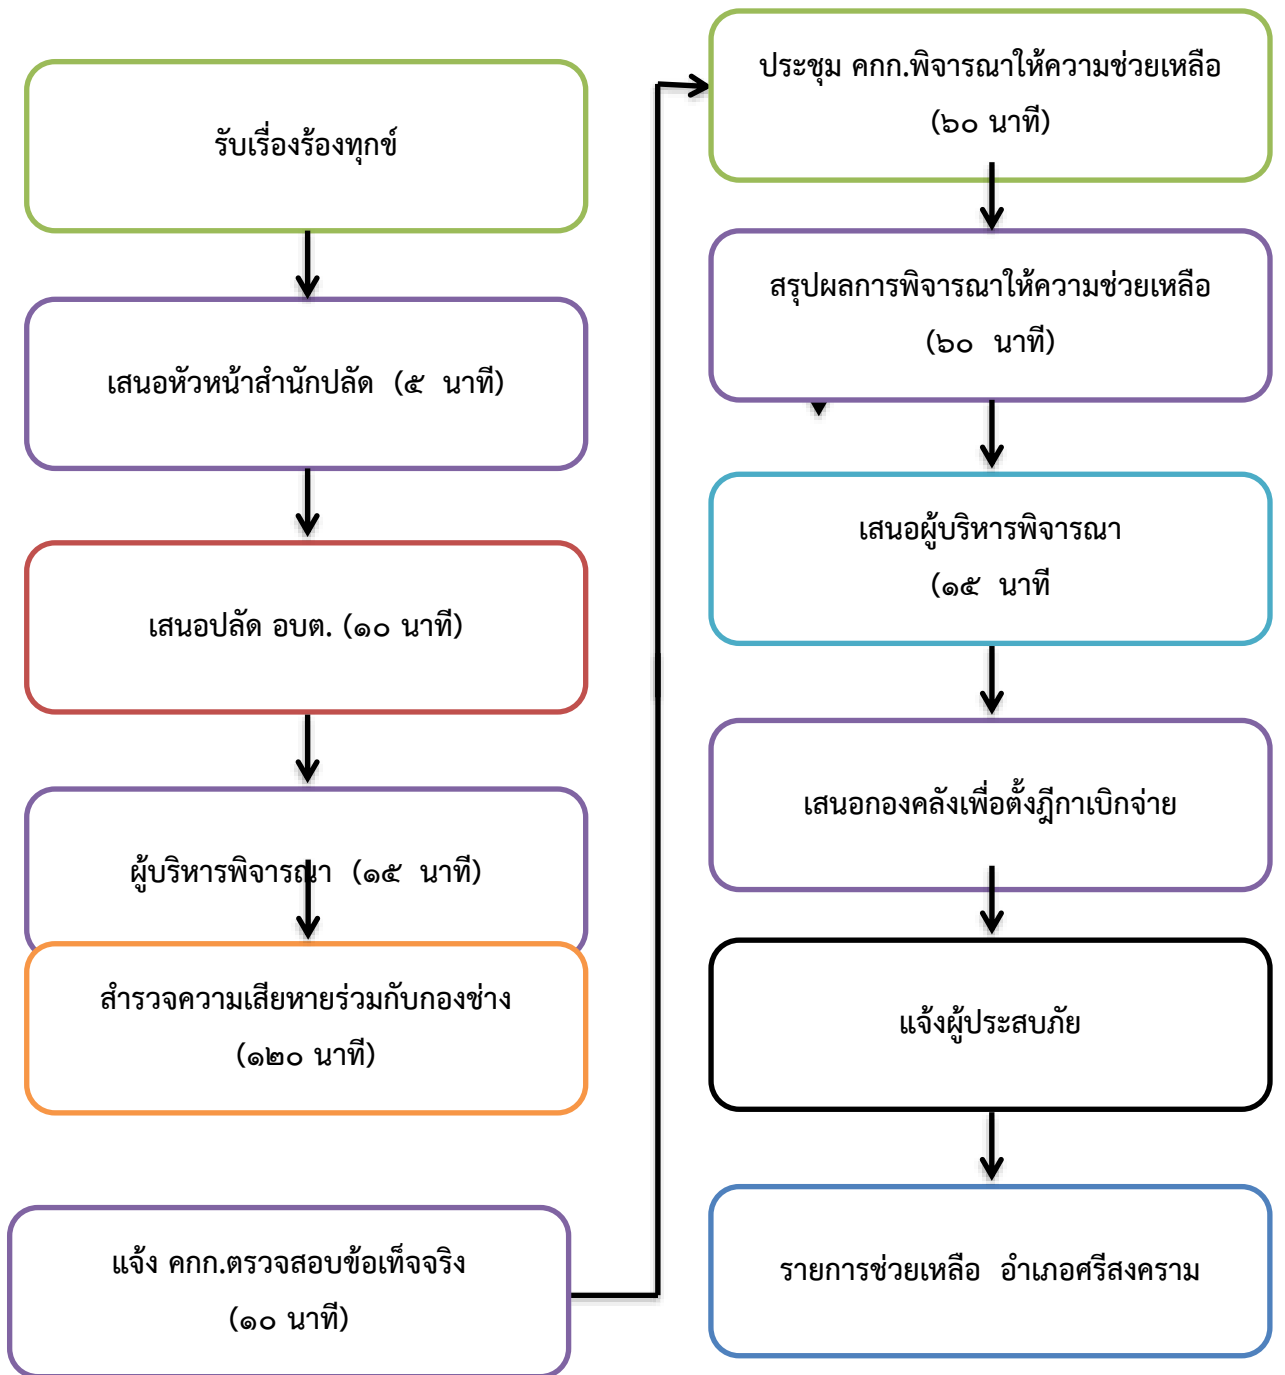 รับเรื่องร้องทุกข์
เสนอหัวหน้าสำนักปลัด (๕ นาที)
เสนอปลัด อบต. (๑๐ นาที)
ผู้บริหารพิจารณา (๑๕ นาที)
สำรวจความเสียหายร่วมกับกองช่าง
(๑๒๐ นาที)
แจ้ง คกก.ตรวจสอบข้อเท็จจริง
(๑๐ นาที)
ประชุม คกก.พิจารณาให้ความช่วยเหลือ
(๖๐ นาที)
สรุปผลการพิจารณาให้ความช่วยเหลือ
(๖๐ นาที)
เสนอผู้บริหารพิจารณา
(๑๕ นาที
เสนอกองคลังเพื่อตั้งฎีกาเบิกจ่าย
แจ้งผู้ประสบภัย
รายการช่วยเหลือ อำเภอศรีสงคราม